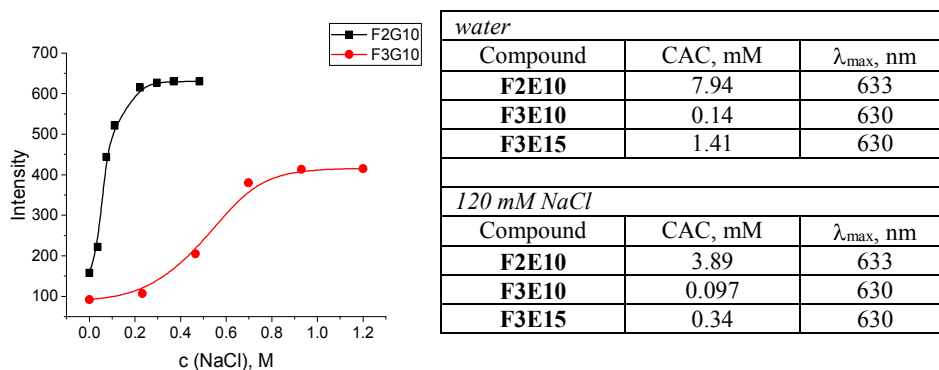 F2G10
F3G10
700
600
500
400
300
200
100
0.0 0.2 0.4 0.6 0.8 1.0 1.2
Intensity
c (NaCl), M
water
Compound CAC, mM λmax, nm
F2E10 7.94 633
F3E10 0.14 630
F3E15 1.41 630
120 mM NaCl
Compound CAC, mM λmax, nm
F2E10 3.89 633
F3E10 0.097 630
F3E15 0.34 630